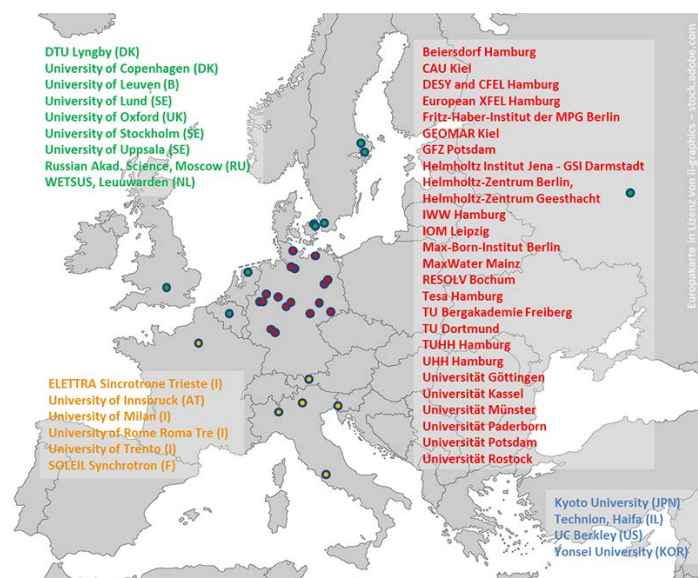 DTU Lyngby (DK)
University of Copenhagen (DK)
University of Leuven (B)
University of Lund (SE)
University of Oxford (UK)
University of Stockholm (SE)
University of Uppsala (SE)
Russian Akad. Science, Moscow (RU)
WETSUS, Leuuwarden (NL)
Beiersdorf Hamburg
CAU Kiel
DESY and CFEL Hamburg
European XFEL Hamburg
Fritz-Haber-Institut der MPG Berlin
GEOMAR Kiel
GFZ Potsdam
Helmholtz Institut Jena - GSI Darmstadt
Helmholtz-Zentrum Berlin,
Helmholtz-Zentrum Geesthacht
IWW Hamburg
IOM Leipzig
Max-Born-Institut Berlin
MaxWater Mainz
RESOLV Bochum
Tesa Hamburg
TU Bergakademie Freiberg
TU Dortmund
TUHH Hamburg
UHH Hamburg
Universität Göttingen
Universität Kassel
Universität Münster
Universität Paderborn
Universität Potsdam
Universität Rostock
ELETTRA Sincrotrone Trieste (I)
University of Innsbruck (AT)
University of Milan (I)
University of Rome Roma Tre (I)
University of Trento (I)
SOLEIL Synchrotron (F)
Kyoto University (JPN)
Technion, Haifa (IL)
UC Berkley (US)
Yonsei University (KOR)
Europakarte in Lizenz von ii-graphics – stock.adobe.com